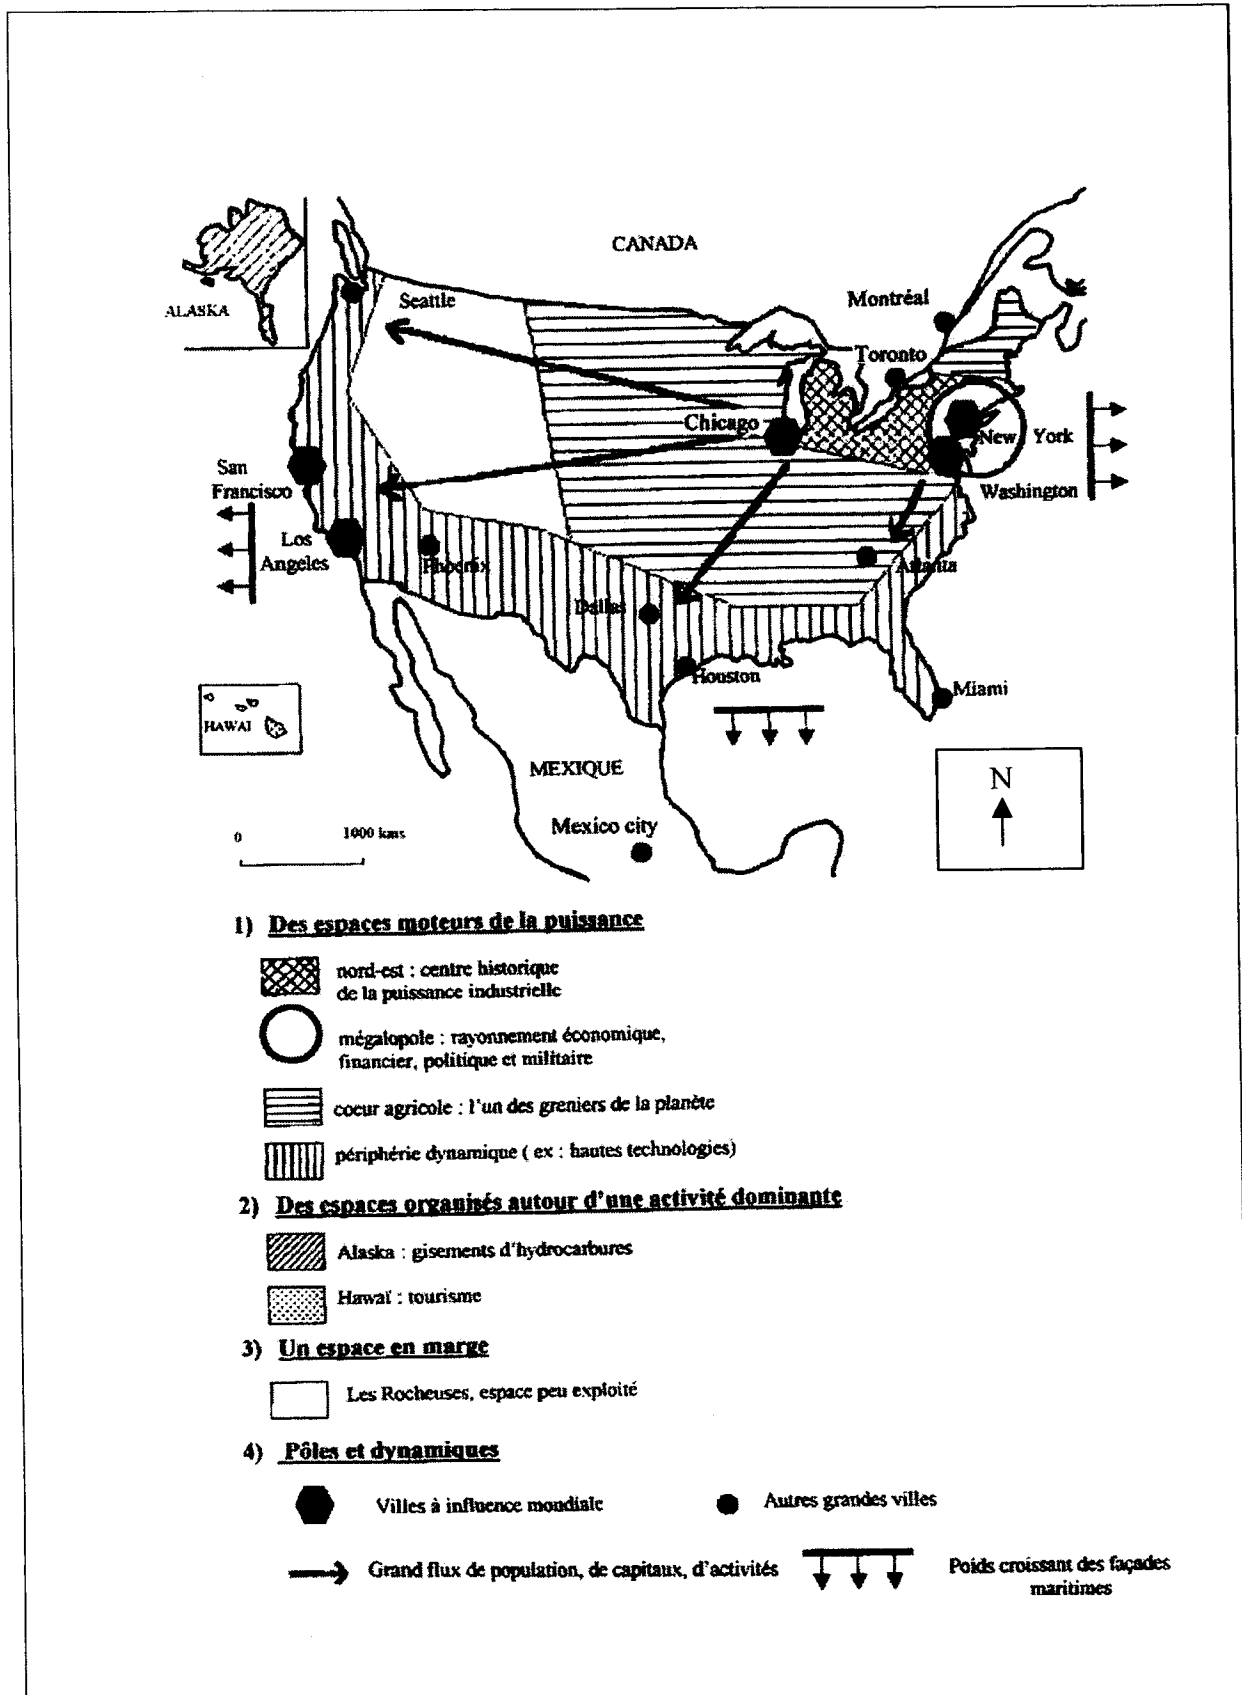 CANADA
Seattle
Montréal
ALASKA
Toronto
Chicago
New York
San
Francisco
Washington
Los
Angeles
Phoenix
Atlanta
Dallas
Houston
Miami
HAWAI
MEXIQUE
N
0 1000 kms
Mexico city
1) Des espaces moteurs de la puissance
nord-est : centre historique
de la puissance industrielle
mégalopole : rayonnement économique,
financier, politique et militaire
coeur agricole : l'un des greniers de la planète
périphérie dynamique ( ex : hautes technologies)
2) Des espaces organisés autour d'une activité dominante
Alaska : gisements d'hydrocarbures
Hawaï : tourisme
3) Un espace en marge
Les Rocheuses, espace peu exploité
4) Pôles et dynamiques
Villes à influence mondiale
Autres grandes villes
Grand flux de population, de capitaux, d'activités
Poids croissant des façades
maritimes